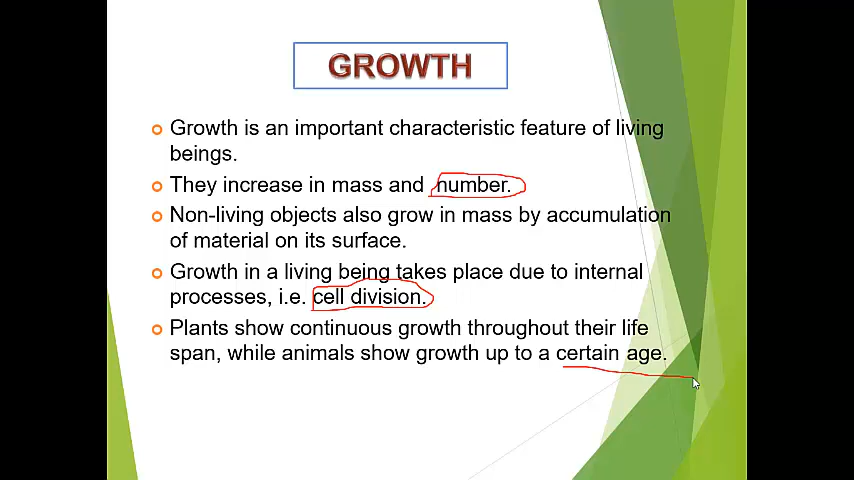 GROWTH
Growth is an important characteristic feature of living
beings.
They increase in mass and number.
Non-living objects also grow in mass by accumulation
of material on its surface.
Growth in a living being takes place due to internal
processes, i.e. cell division.
Plants show continuous growth throughout their life
span, while animals show growth up to a certain age.